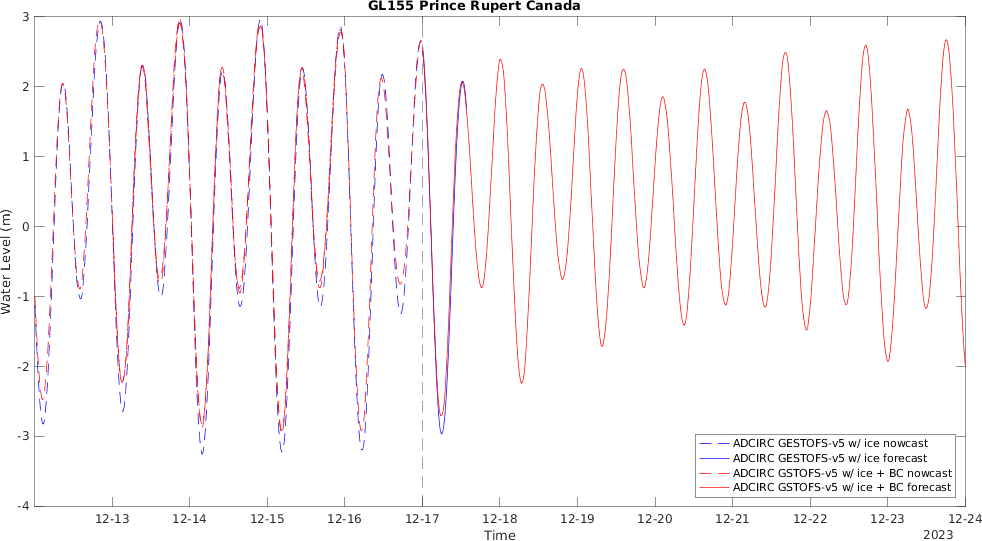 GL155 Prince Rupert Canada
3
2
1
0
-1
-2
-3
-4
Water Level (m)
ADCIRC GESTOFS-v5 w/ ice nowcast
ADCIRC GESTOFS-v5 w/ ice forecast
ADCIRC GSTOFS-v5 w/ ice + BC nowcast
ADCIRC GSTOFS-v5 w/ ice + BC forecast
12-13 12-14 12-15 12-16 12-17 12-18 12-19 12-20 12-21 12-22 12-23 12-24
Time
2023